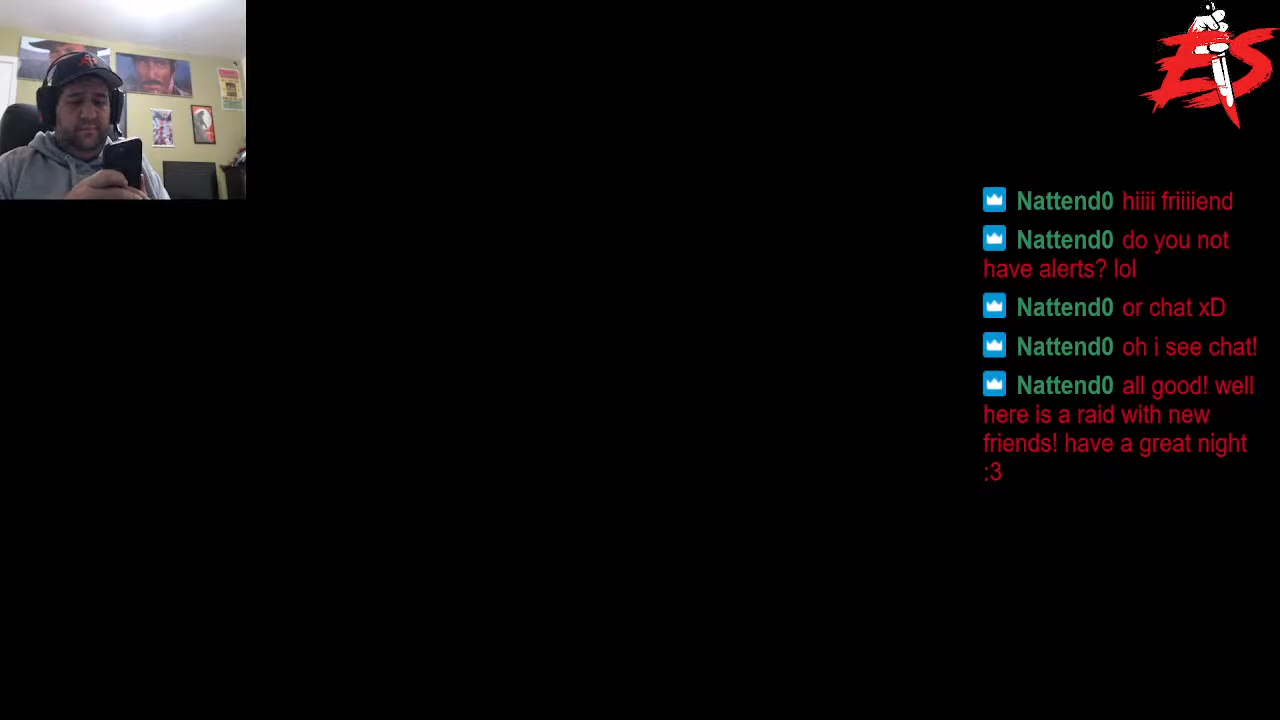 ES
Nattend0 hiiii friiiiend
Nattend0 do you not
have alerts? lol
Nattend0 or chat xD
Nattend0 oh i see chat!
Nattend0 all good! well
here is a raid with new
friends! have a great night
:3